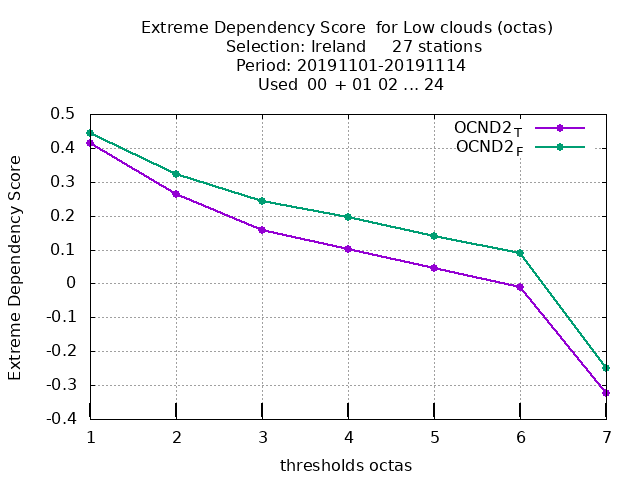 Extreme Dependency Score for Low clouds (octas)
Selection: Ireland 27 stations
Period: 20191101-20191114
Used 00 + 01 02 ... 24
OCND2_T
OCND2_F
Extreme Dependency Score
0.5
0.4
0.3
0.2
0.1
0
-0.1
-0.2
-0.3
-0.4
1 2 3 4 5 6 7
thresholds octas